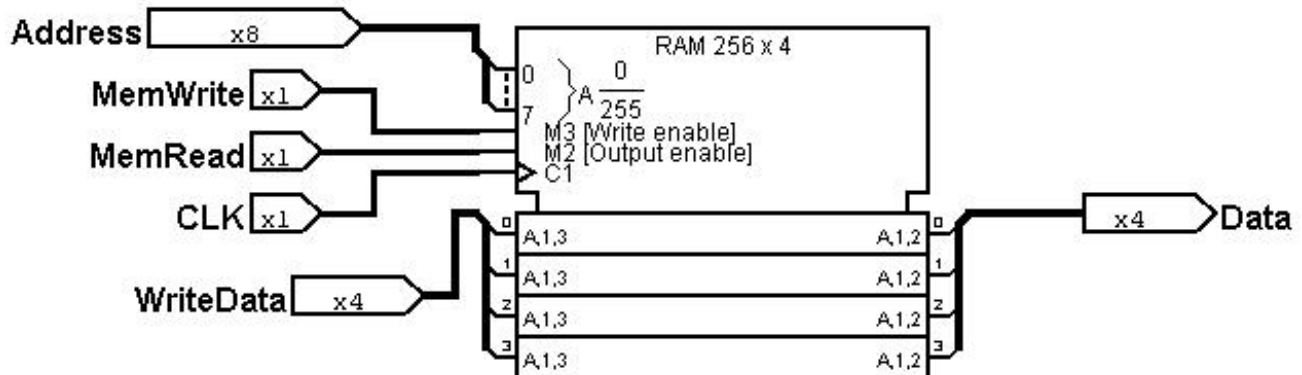 Address x8
RAM 256 x 4
0
7
A 0
255
MemWrite x1
M3 [Write enable]
MemRead x1
M2 [Output enable]
CLK x1
C1
0 A,1,3 A,1,2 0
x4 Data
1 A,1,3 A,1,2 1
WriteData x4
2 A,1,3 A,1,2 2
3 A,1,3 A,1,2 3